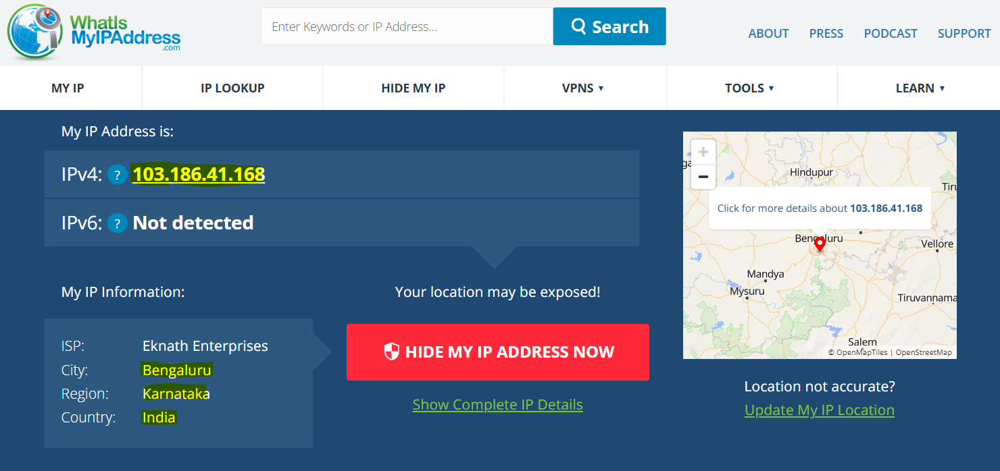 WhatIs
MyIPAddress
.com
Enter Keywords or IP Address...
Search
ABOUT PRESS PODCAST SUPPORT
MY IP IP LOOKUP HIDE MY IP VPNS ▾ TOOLS ▾ LEARN ▾
My IP Address is:
IPv4: ? 103.186.41.168
IPv6: ? Not detected
My IP Information:
ISP: Eknath Enterprises
City: Bengaluru
Region: Karnataka
Country: India
Your location may be exposed!
HIDE MY IP ADDRESS NOW
Show Complete IP Details
+
−
Hindupur
Click for more details about 103.186.41.168
Bengaluru
Vellore
Mandya
Mysuru
Tiruvannama
Salem
© OpenMapTiles | OpenStreetMap
Location not accurate?
Update My IP Location